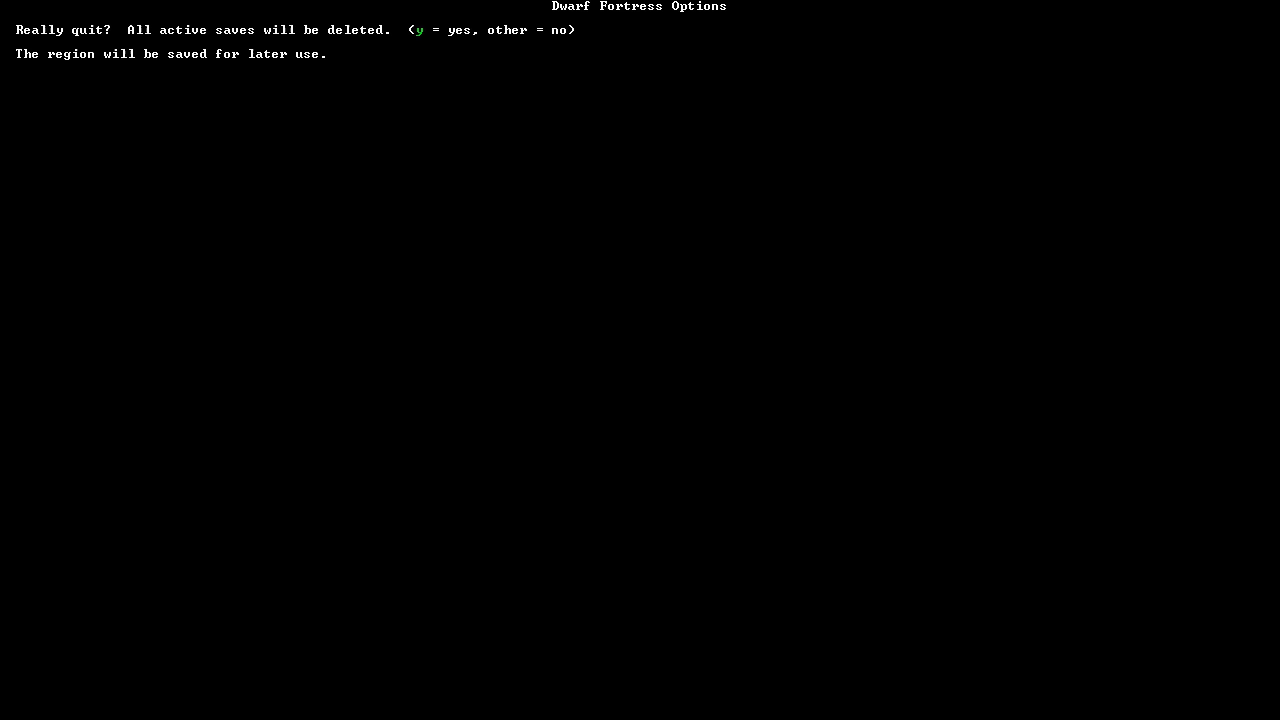 Dwarf Fortress Options
Really quit?  All active saves will be deleted.  (y = yes, other = no)
The region will be saved for later use.